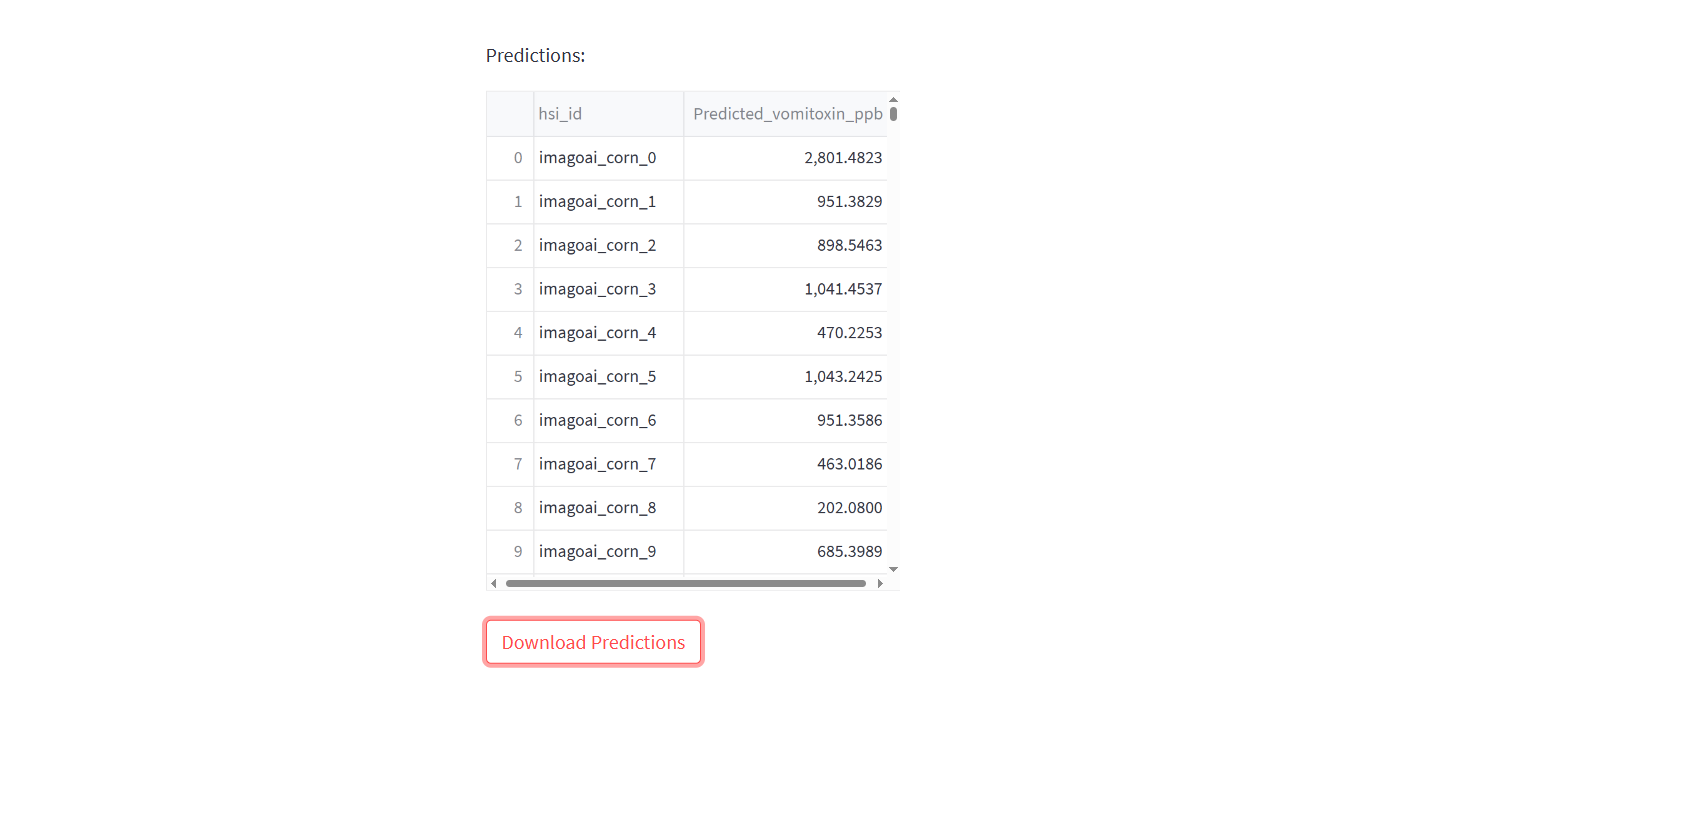 Predictions:
hsi_id Predicted_vomitoxin_ppb
0 imagoai_corn_0 2,801.4823
1 imagoai_corn_1 951.3829
2 imagoai_corn_2 898.5463
3 imagoai_corn_3 1,041.4537
4 imagoai_corn_4 470.2253
5 imagoai_corn_5 1,043.2425
6 imagoai_corn_6 951.3586
7 imagoai_corn_7 463.0186
8 imagoai_corn_8 202.0800
9 imagoai_corn_9 685.3989
Download Predictions